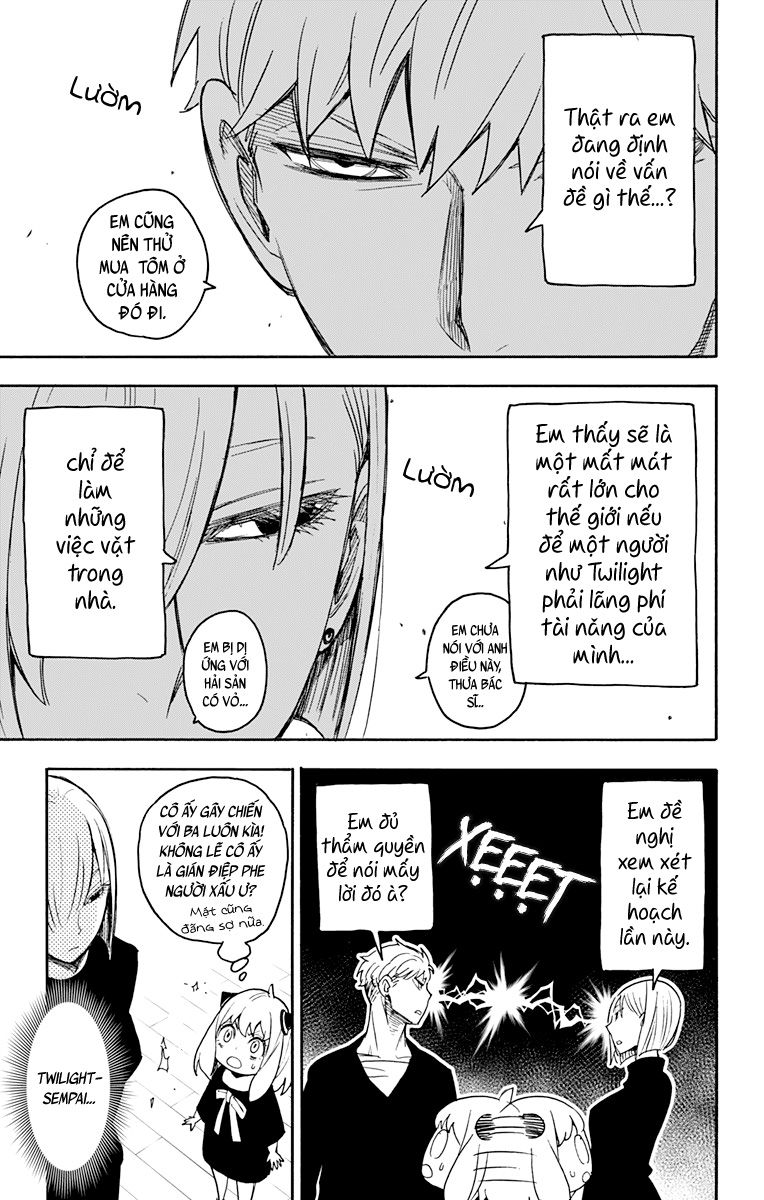 Thật ra em
đang định
nói về vấn
đề gì thế...?
Lườm
EM CŨNG
NÊN THỬ
MUA TÔM Ở
CỬA HÀNG
ĐÓ ĐI.
Em thấy sẽ là
một mất mát
rất lớn cho
thế giới nếu
để một người
như Twilight
phải lãng phí
tài năng của
mình...
Lườm
EM CHƯA
NÓI VỚI ANH
ĐIỀU NÀY,
THƯA BÁC
SĨ...
chỉ để
làm
những
việc vặt
trong
nhà.
EM BỊ DỊ
ỨNG VỚI
HẢI SẢN
CÓ VỎ...
Em đề
nghị
xem xét
lại kế
hoạch
lần này.
XẸẸẸT
Em đủ
thẩm quyền
để nói mấy
lời đó à?
CÔ ẤY GÂY CHIẾN
VỚI BA LUÔN KÌA!
KHÔNG LẼ CÔ ẤY
LÀ GIÁN ĐIỆP PHE
NGƯỜI XẤU Ư?
Mặt cũng
đáng sợ nữa.
TWILIGHT-
SEMPAI...